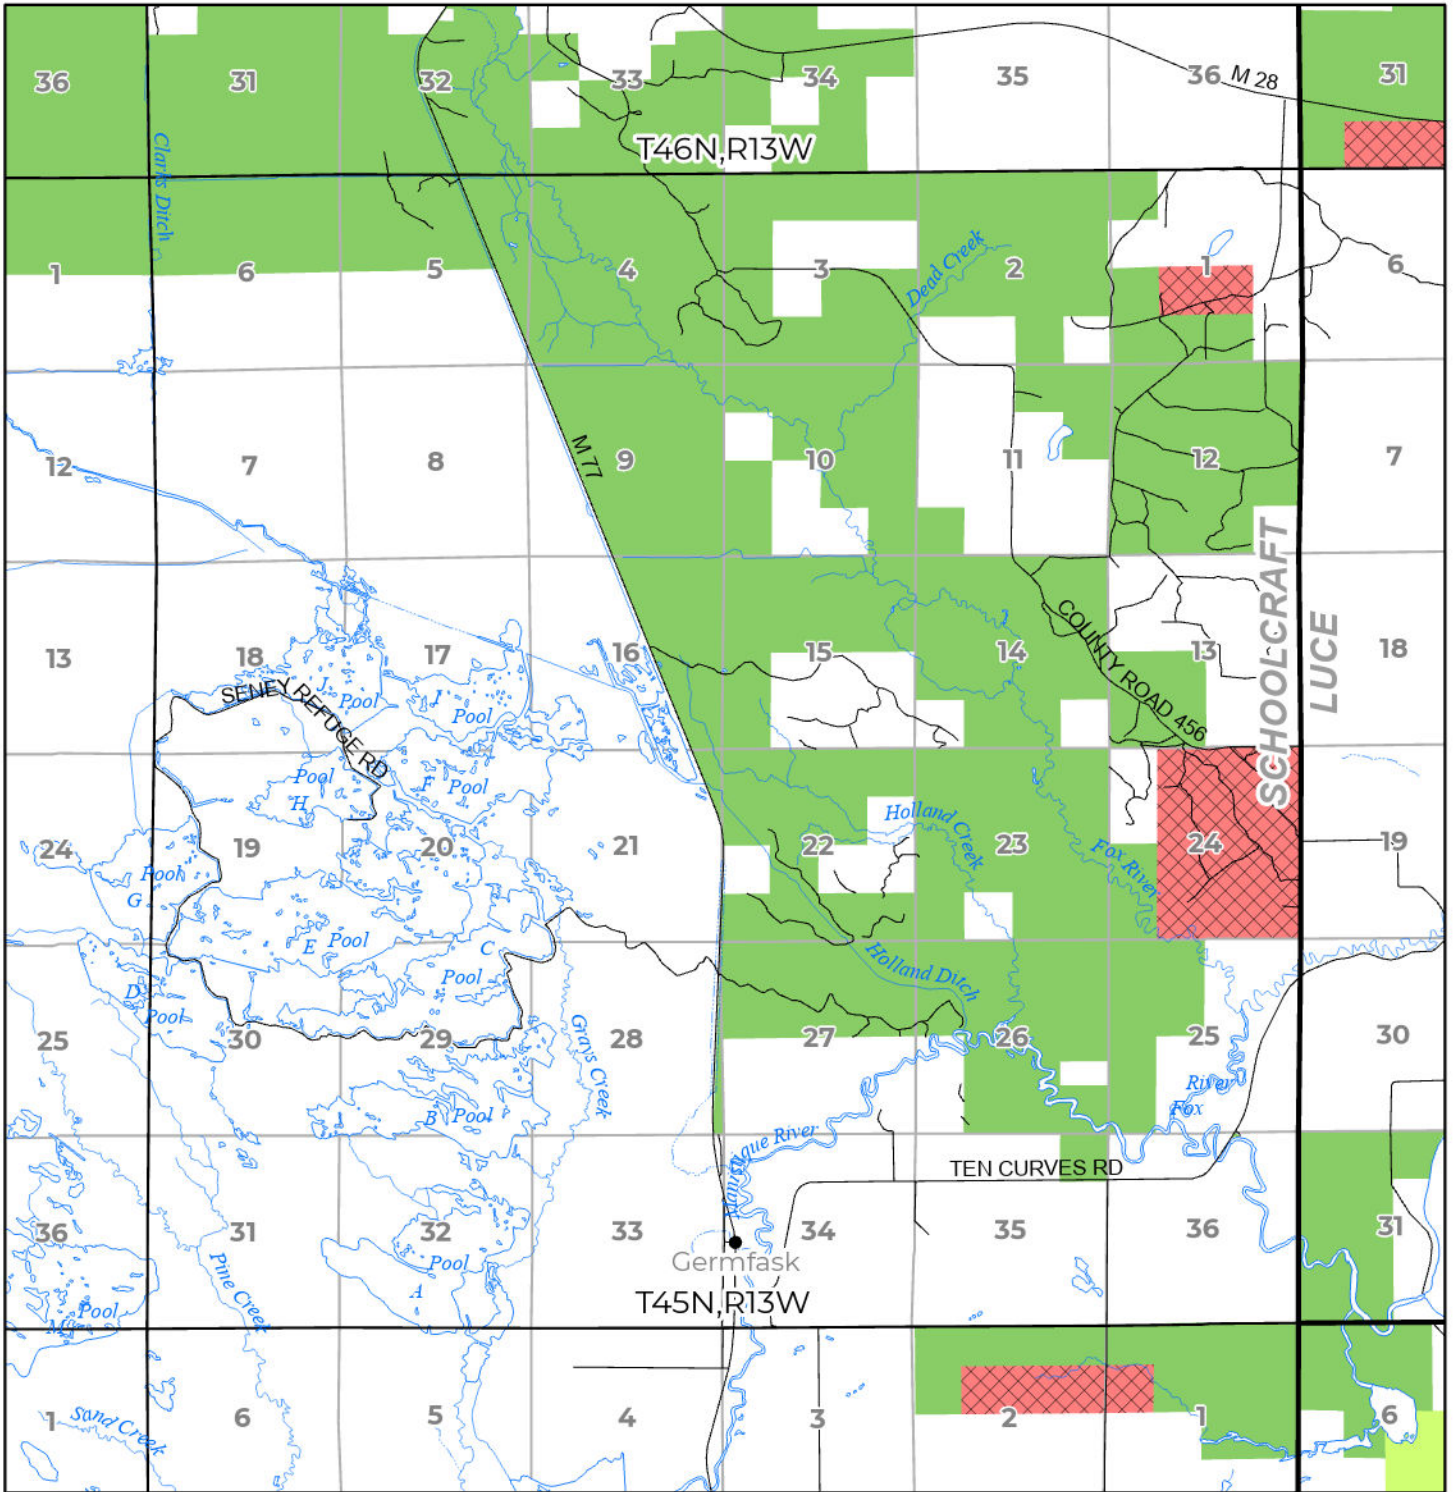 36 31 32 33 34 35 36 M 28 31
T46N,R13W
Clarks Ditch
1 6 5 4 3 2 1 6
Dead Creek
12 7 8 M 77 9 10 11 12 7
SCHOOLCRAFT
LUCE
13 18 17 16 15 14 13 18
COUNTY ROAD 456
SENEY REFUGE RD
J Pool
I Pool
Pool H
F Pool
Holland Creek
24 19 20 21 22 23 24 19
Fox River
Pool G
E Pool
C Pool
Holland Ditch
D Pool
25 30 29 28 27 26 25 30
Grays Creek
B Pool
River Fox
Manistique River
TEN CURVES RD
36 31 32 33 34 35 36 31
Pool A
Pine Creek
Germfask
T45N,R13W
Pool M
1 6 5 4 3 2 1 6
Sand Creek